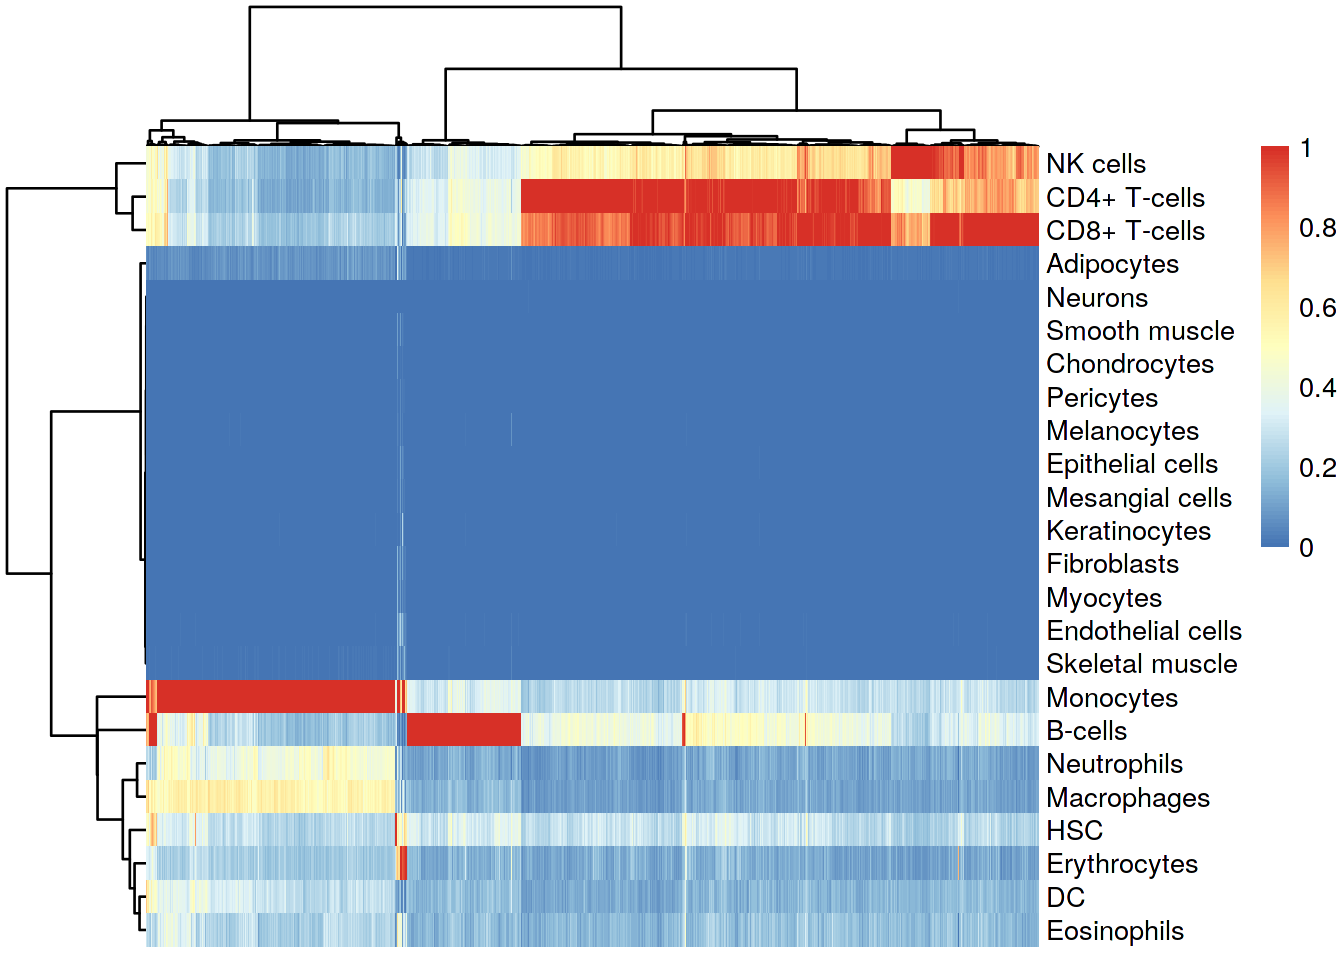 NK cells
CD4+ T-cells
CD8+ T-cells
Adipocytes
Neurons
Smooth muscle
Chondrocytes
Pericytes
Melanocytes
Epithelial cells
Mesangial cells
Keratinocytes
Fibroblasts
Myocytes
Endothelial cells
Skeletal muscle
Monocytes
B-cells
Neutrophils
Macrophages
HSC
Erythrocytes
DC
Eosinophils
1
0.8
0.6
0.4
0.2
0